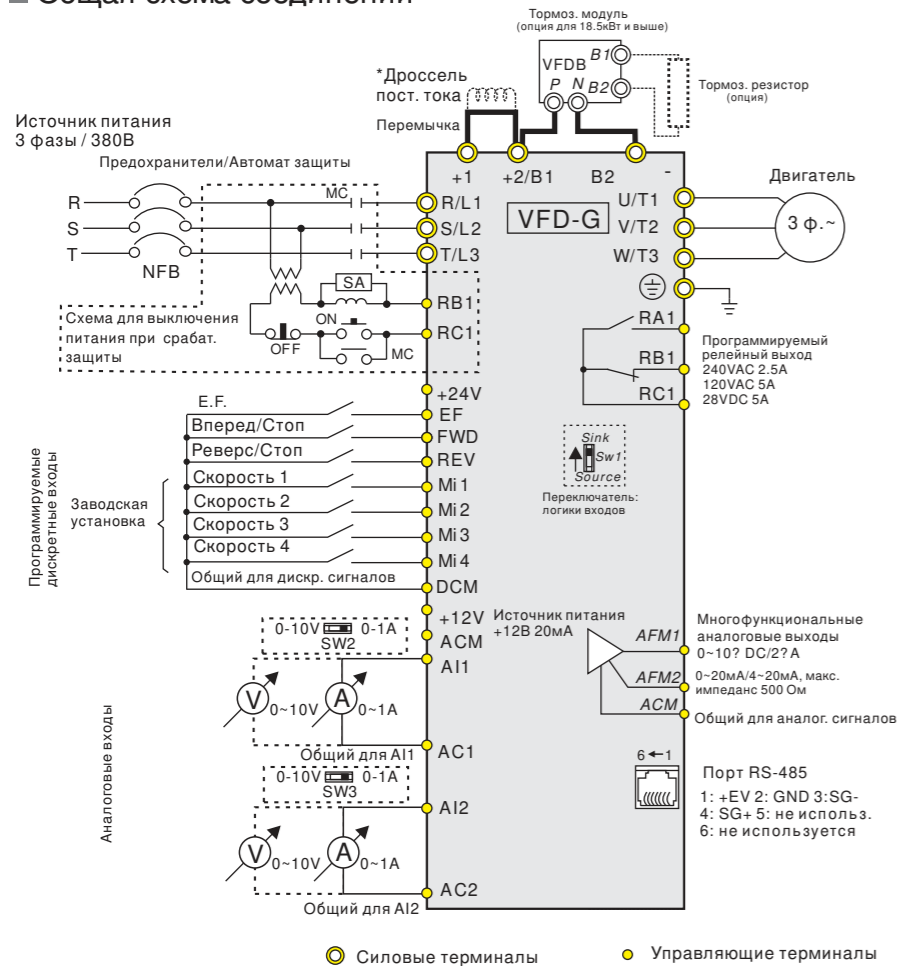 Общая схема соединений
Тормоз. модуль
(опция для 18.5кВт и выше)
VFDB
B1
P N B2
Тормоз. резистор
(опция)
*Дроссель
пост. тока
Перемычка
Источник питания
3 фазы / 380В
Предохранители/Автомат защиты
+1
+2/B1
B2
-
R
S
T
NFB
MC
R/L1
S/L2
T/L3
VFD-G
U/T1
V/T2
W/T3
Двигатель
3 ф.~
SA
RB1
ON
RC1
OFF
MC
Схема для выключения
питания при срабат.
защиты
RA1
RB1
RC1
Программируемый
релейный выход
240VAC 2.5A
120VAC 5A
28VDC 5A
+24V
E.F.
EF
Вперед/Стоп
FWD
Реверс/Стоп
REV
Скорость 1
Mi1
Скорость 2
Mi2
Скорость 3
Mi3
Скорость 4
Mi4
Общий для дискр. сигналов
DCM
Программируемые
дискретные входы
Заводская
установка
Sink
Sw1
Source
Переключатель:
логики входов
+12V
Источник питания
+12В 20мА
ACM
0-10V 0-1A
SW2
AI1
V
0~10V
A
0~1A
Общий для AI1
AC1
0-10V 0-1A
SW3
AI2
V
0~10V
A
0~1A
Общий для AI2
AC2
Аналоговые входы
AFM1
AFM2
ACM
Многофункциональные
аналоговые выходы
0~10? DC/2? A
0~20мА/4~20мА, макс.
импеданс 500 Ом
Общий для аналог. сигналов
6←1
Порт RS-485
1: +EV 2: GND 3:SG-
4: SG+ 5: не использ.
6: не используется
Силовые терминалы
Управляющие терминалы